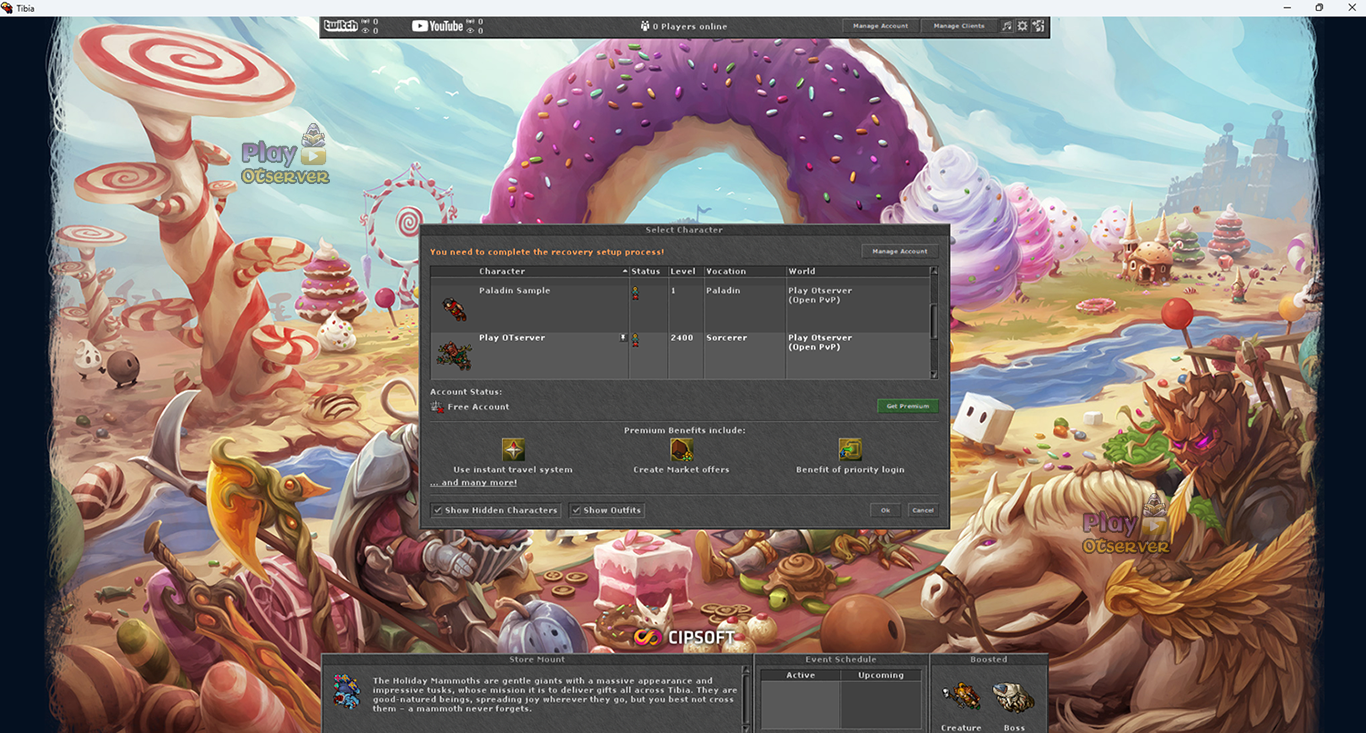 Tibia
twitch 0 0
YouTube 0 0
0 Players online
Manage Account
Manage Clients
Play
Otserver
Select Character
You need to complete the recovery setup process!
Manage Account
Character Status Level Vocation World
Paladin Sample 1 Paladin Play Otserver
(Open PvP)
Play OTserver 2400 Sorcerer Play Otserver
(Open PvP)
Account Status:
Free Account
Get Premium
Premium Benefits include:
Use instant travel system
Create Market offers
Benefit of priority login
... and many more!
Show Hidden Characters
Show Outfits
Ok
Cancel
Play
Otserver
CIPSOFT
Store Mount
The Holiday Mammoths are gentle giants with a massive appearance and
impressive tusks, whose mission it is to deliver gifts all across Tibia. They are
good-natured beings, spreading joy wherever they go, but you best not cross
them - a mammoth never forgets.
Event Schedule
Active
Upcoming
Boosted
Creature
Boss